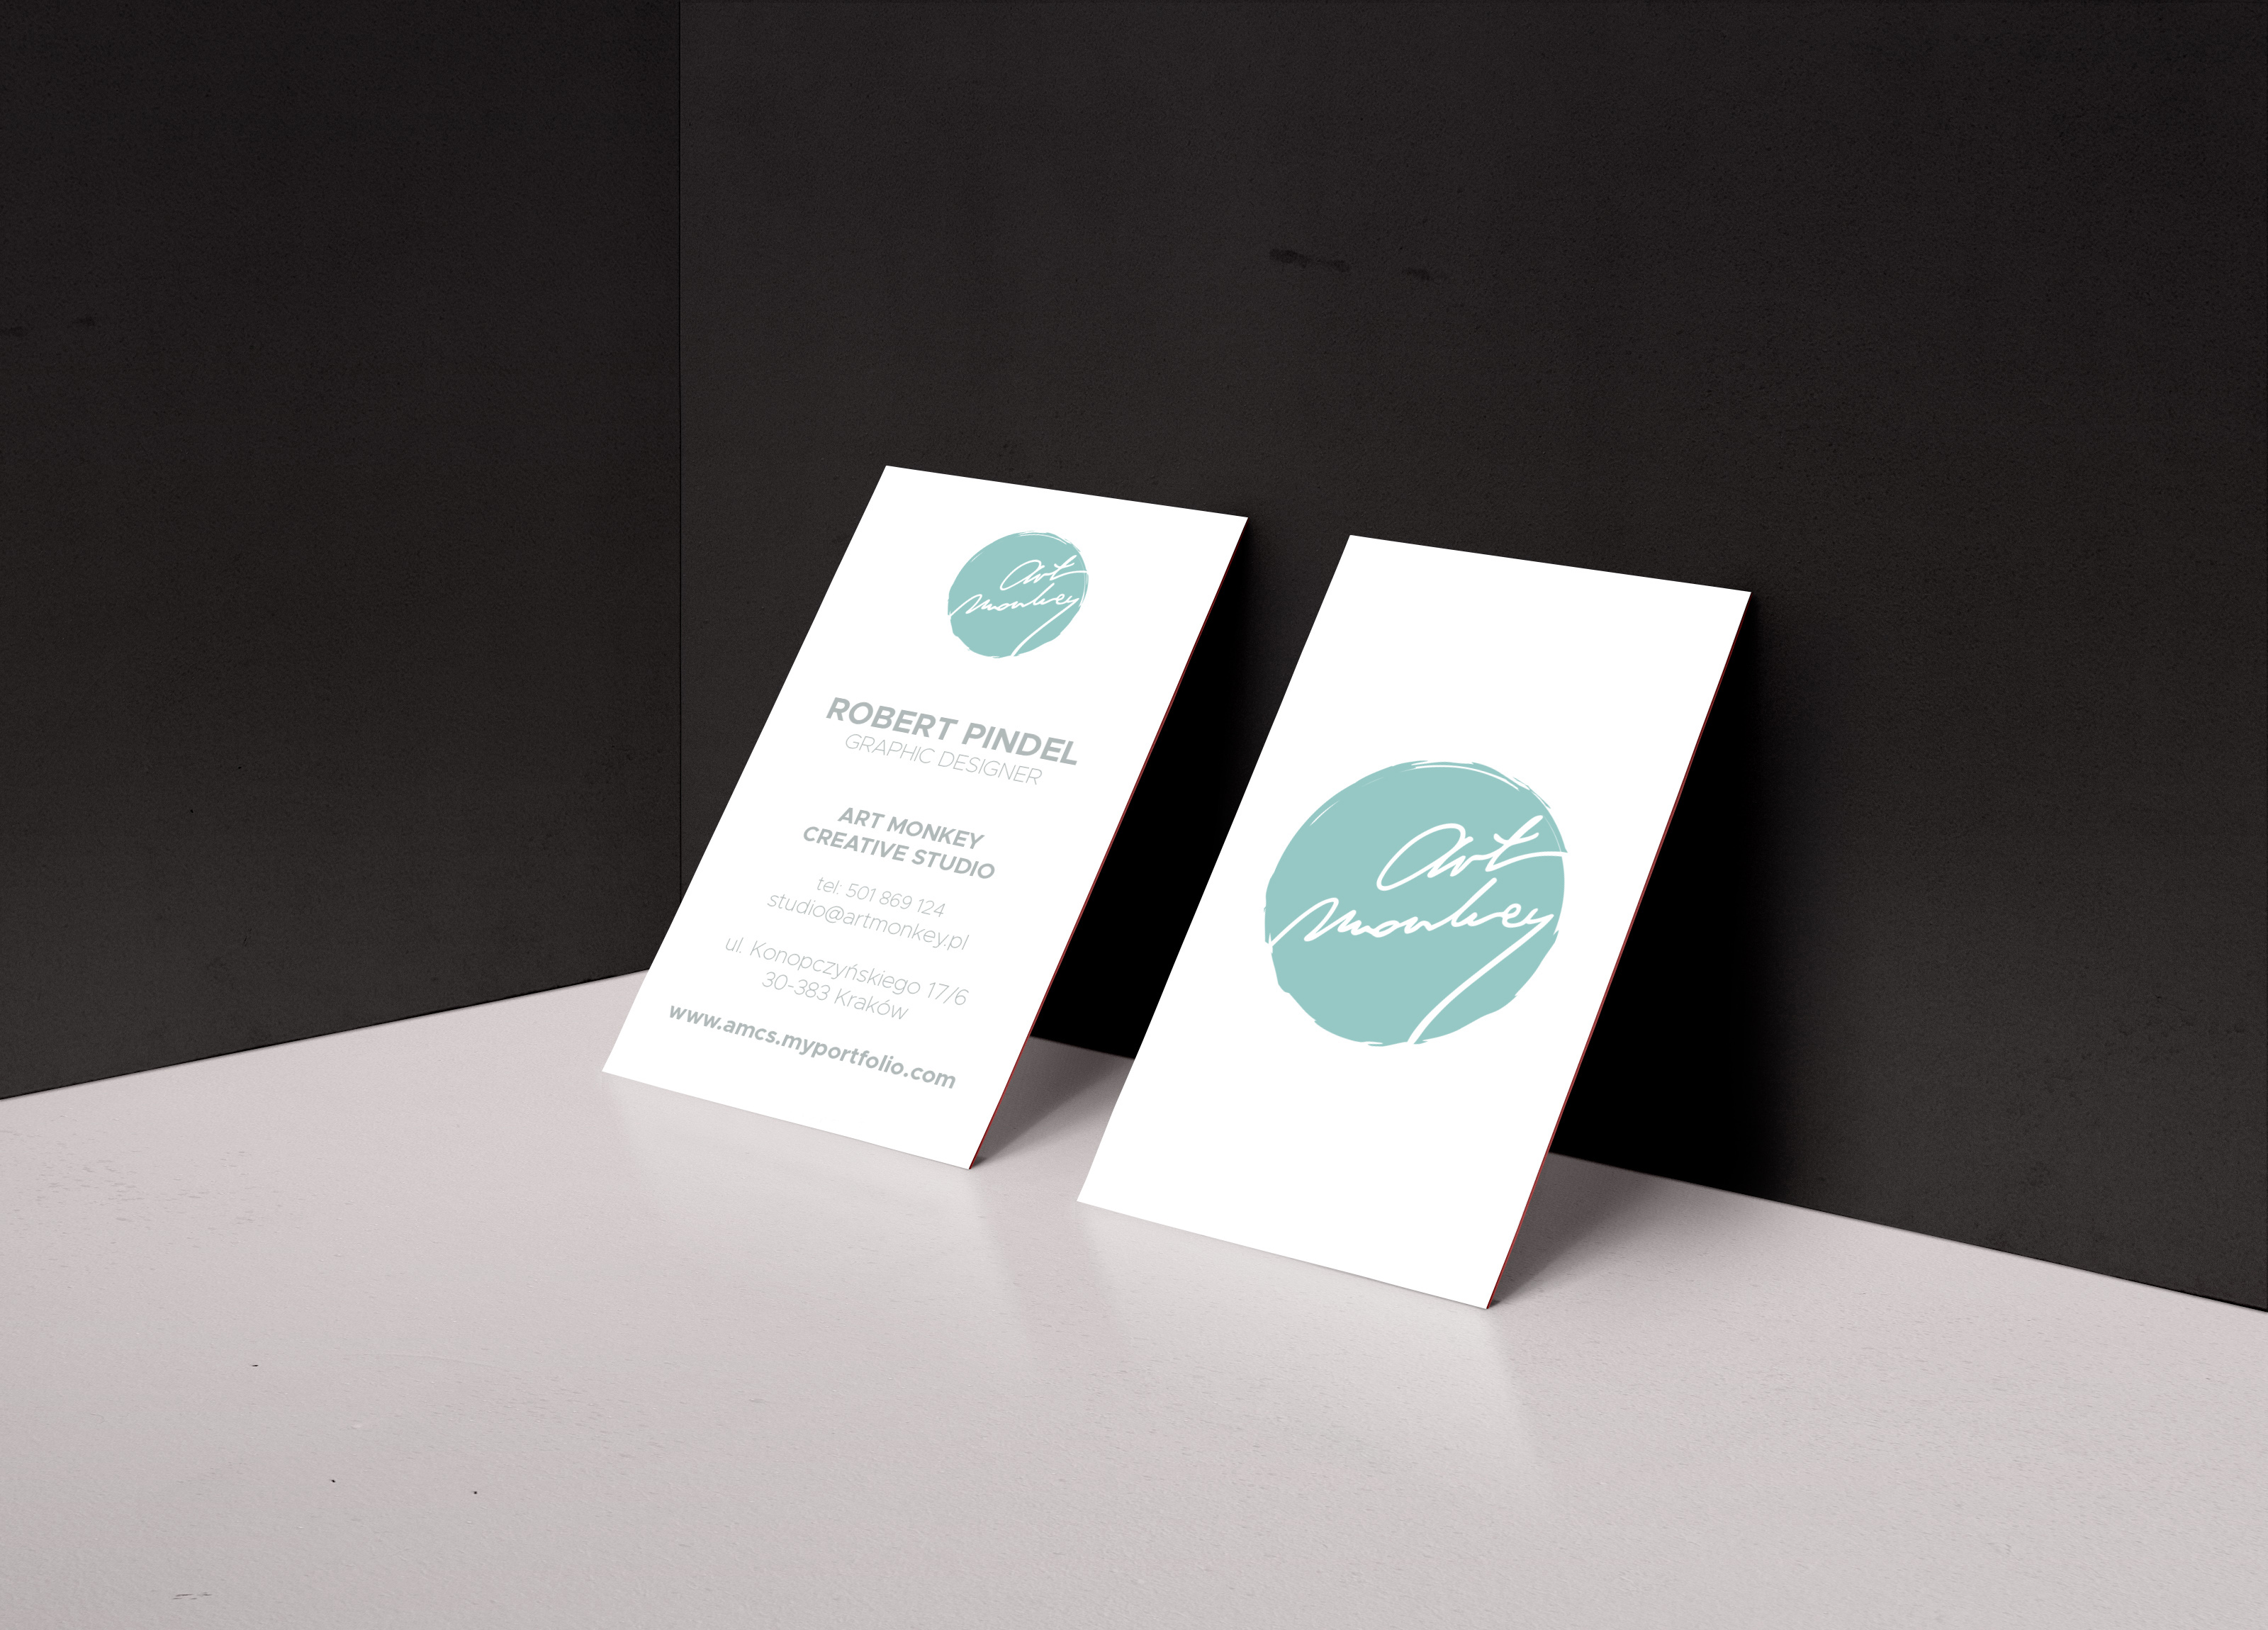 art
monkey
ROBERT PINDEL
GRAPHIC DESIGNER
ART MONKEY
CREATIVE STUDIO
tel: 501 869 124
studio@artmonkey.pl
ul. Konopczyńskiego 17/6
30-383 Kraków
www.amcs.myportfolio.com
art
monkey